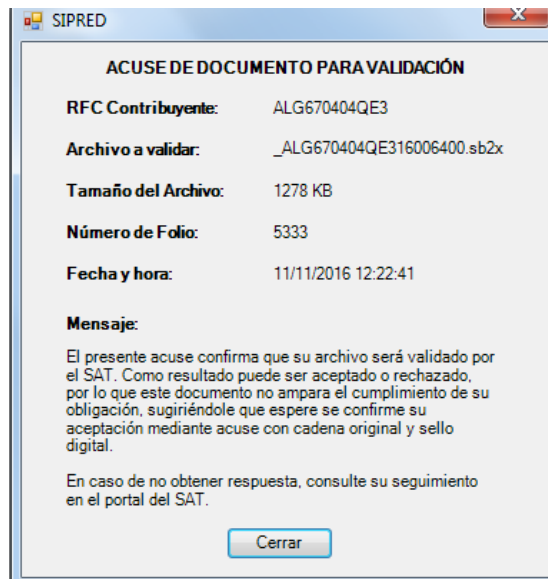 SIPRED
ACUSE DE DOCUMENTO PARA VALIDACIÓN
RFC Contribuyente: ALG670404QE3
Archivo a validar: _ALG670404QE316006400.sb2x
Tamaño del Archivo: 1278 KB
Número de Folio: 5333
Fecha y hora: 11/11/2016 12:22:41
Mensaje:
El presente acuse confirma que su archivo será validado por
el SAT. Como resultado puede ser aceptado o rechazado,
por lo que este documento no ampara el cumplimiento de su
obligación, sugiriéndole que espere se confirme su
aceptación mediante acuse con cadena original y sello
digital.
En caso de no obtener respuesta, consulte su seguimiento
en el portal del SAT.
Cerrar